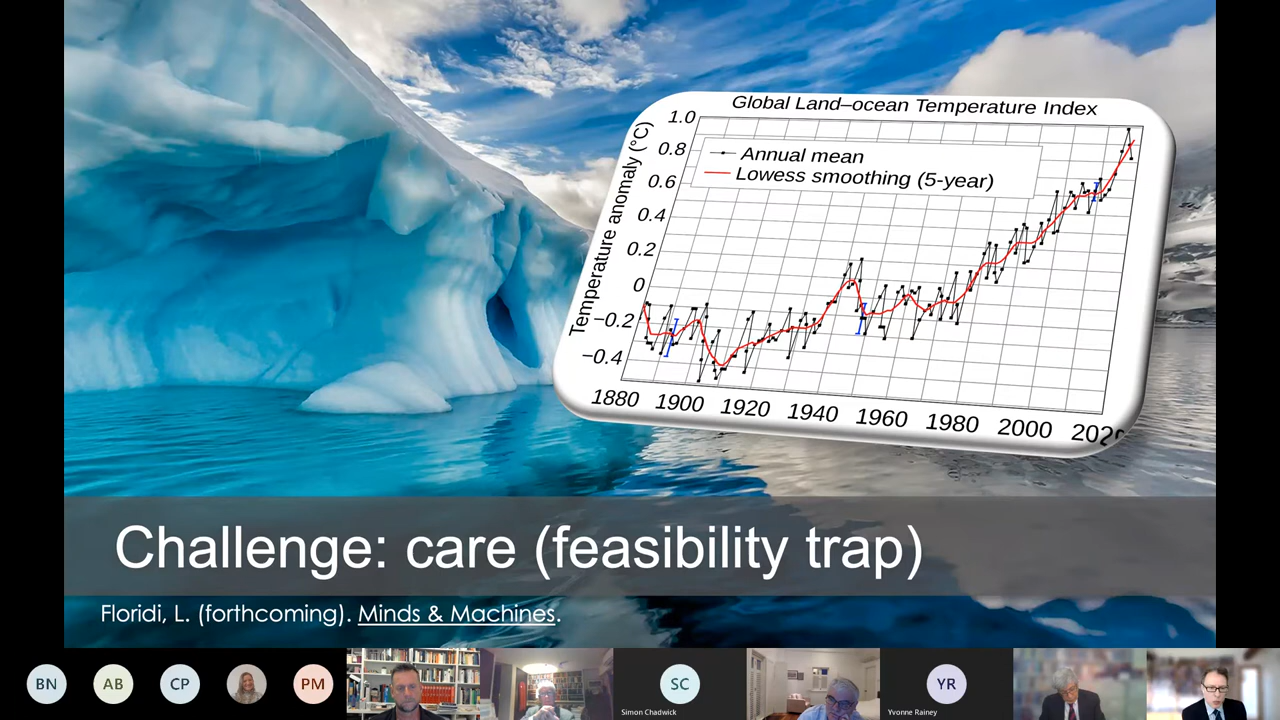 Global Land–ocean Temperature Index
Temperature anomaly (°C)
1.0
0.8
0.6
0.4
0.2
0
−0.2
−0.4
Annual mean
Lowess smoothing (5-year)
1880 1900 1920 1940 1960 1980 2000 2020
Challenge: care (feasibility trap)
Floridi, L. (forthcoming). Minds & Machines.
BN AB CP PM SC YR
Simon Chadwick Yvonne Rainey